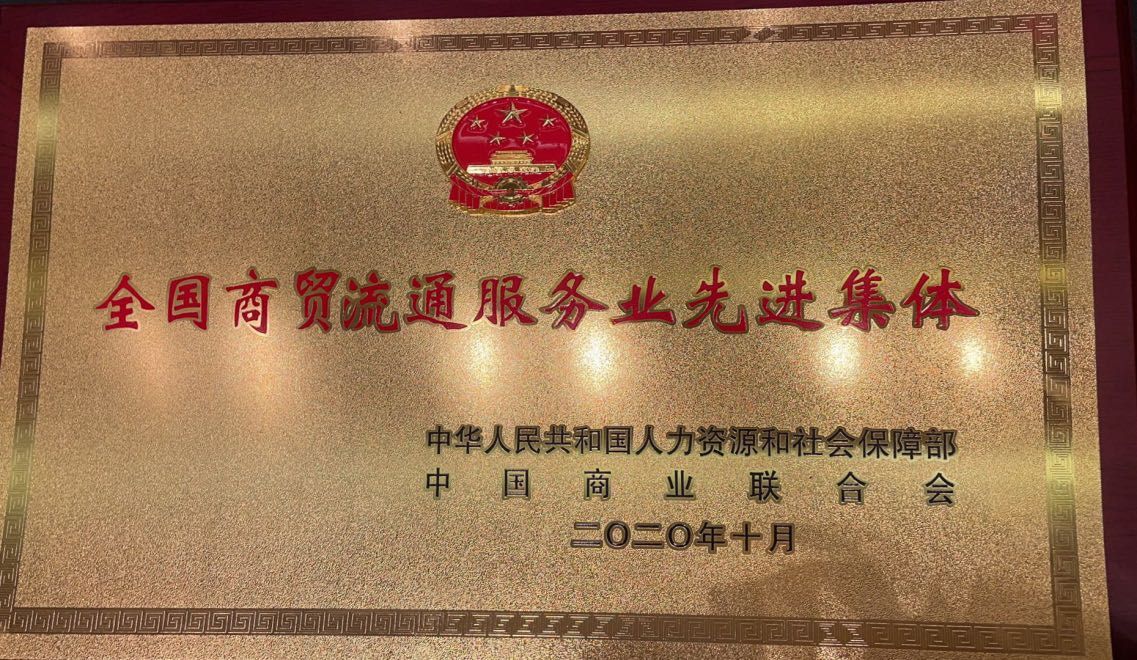 全国商贸流通服务业先进集体
中华人民共和国人力资源和社会保障部
中国商业联合会
二〇二〇年十月